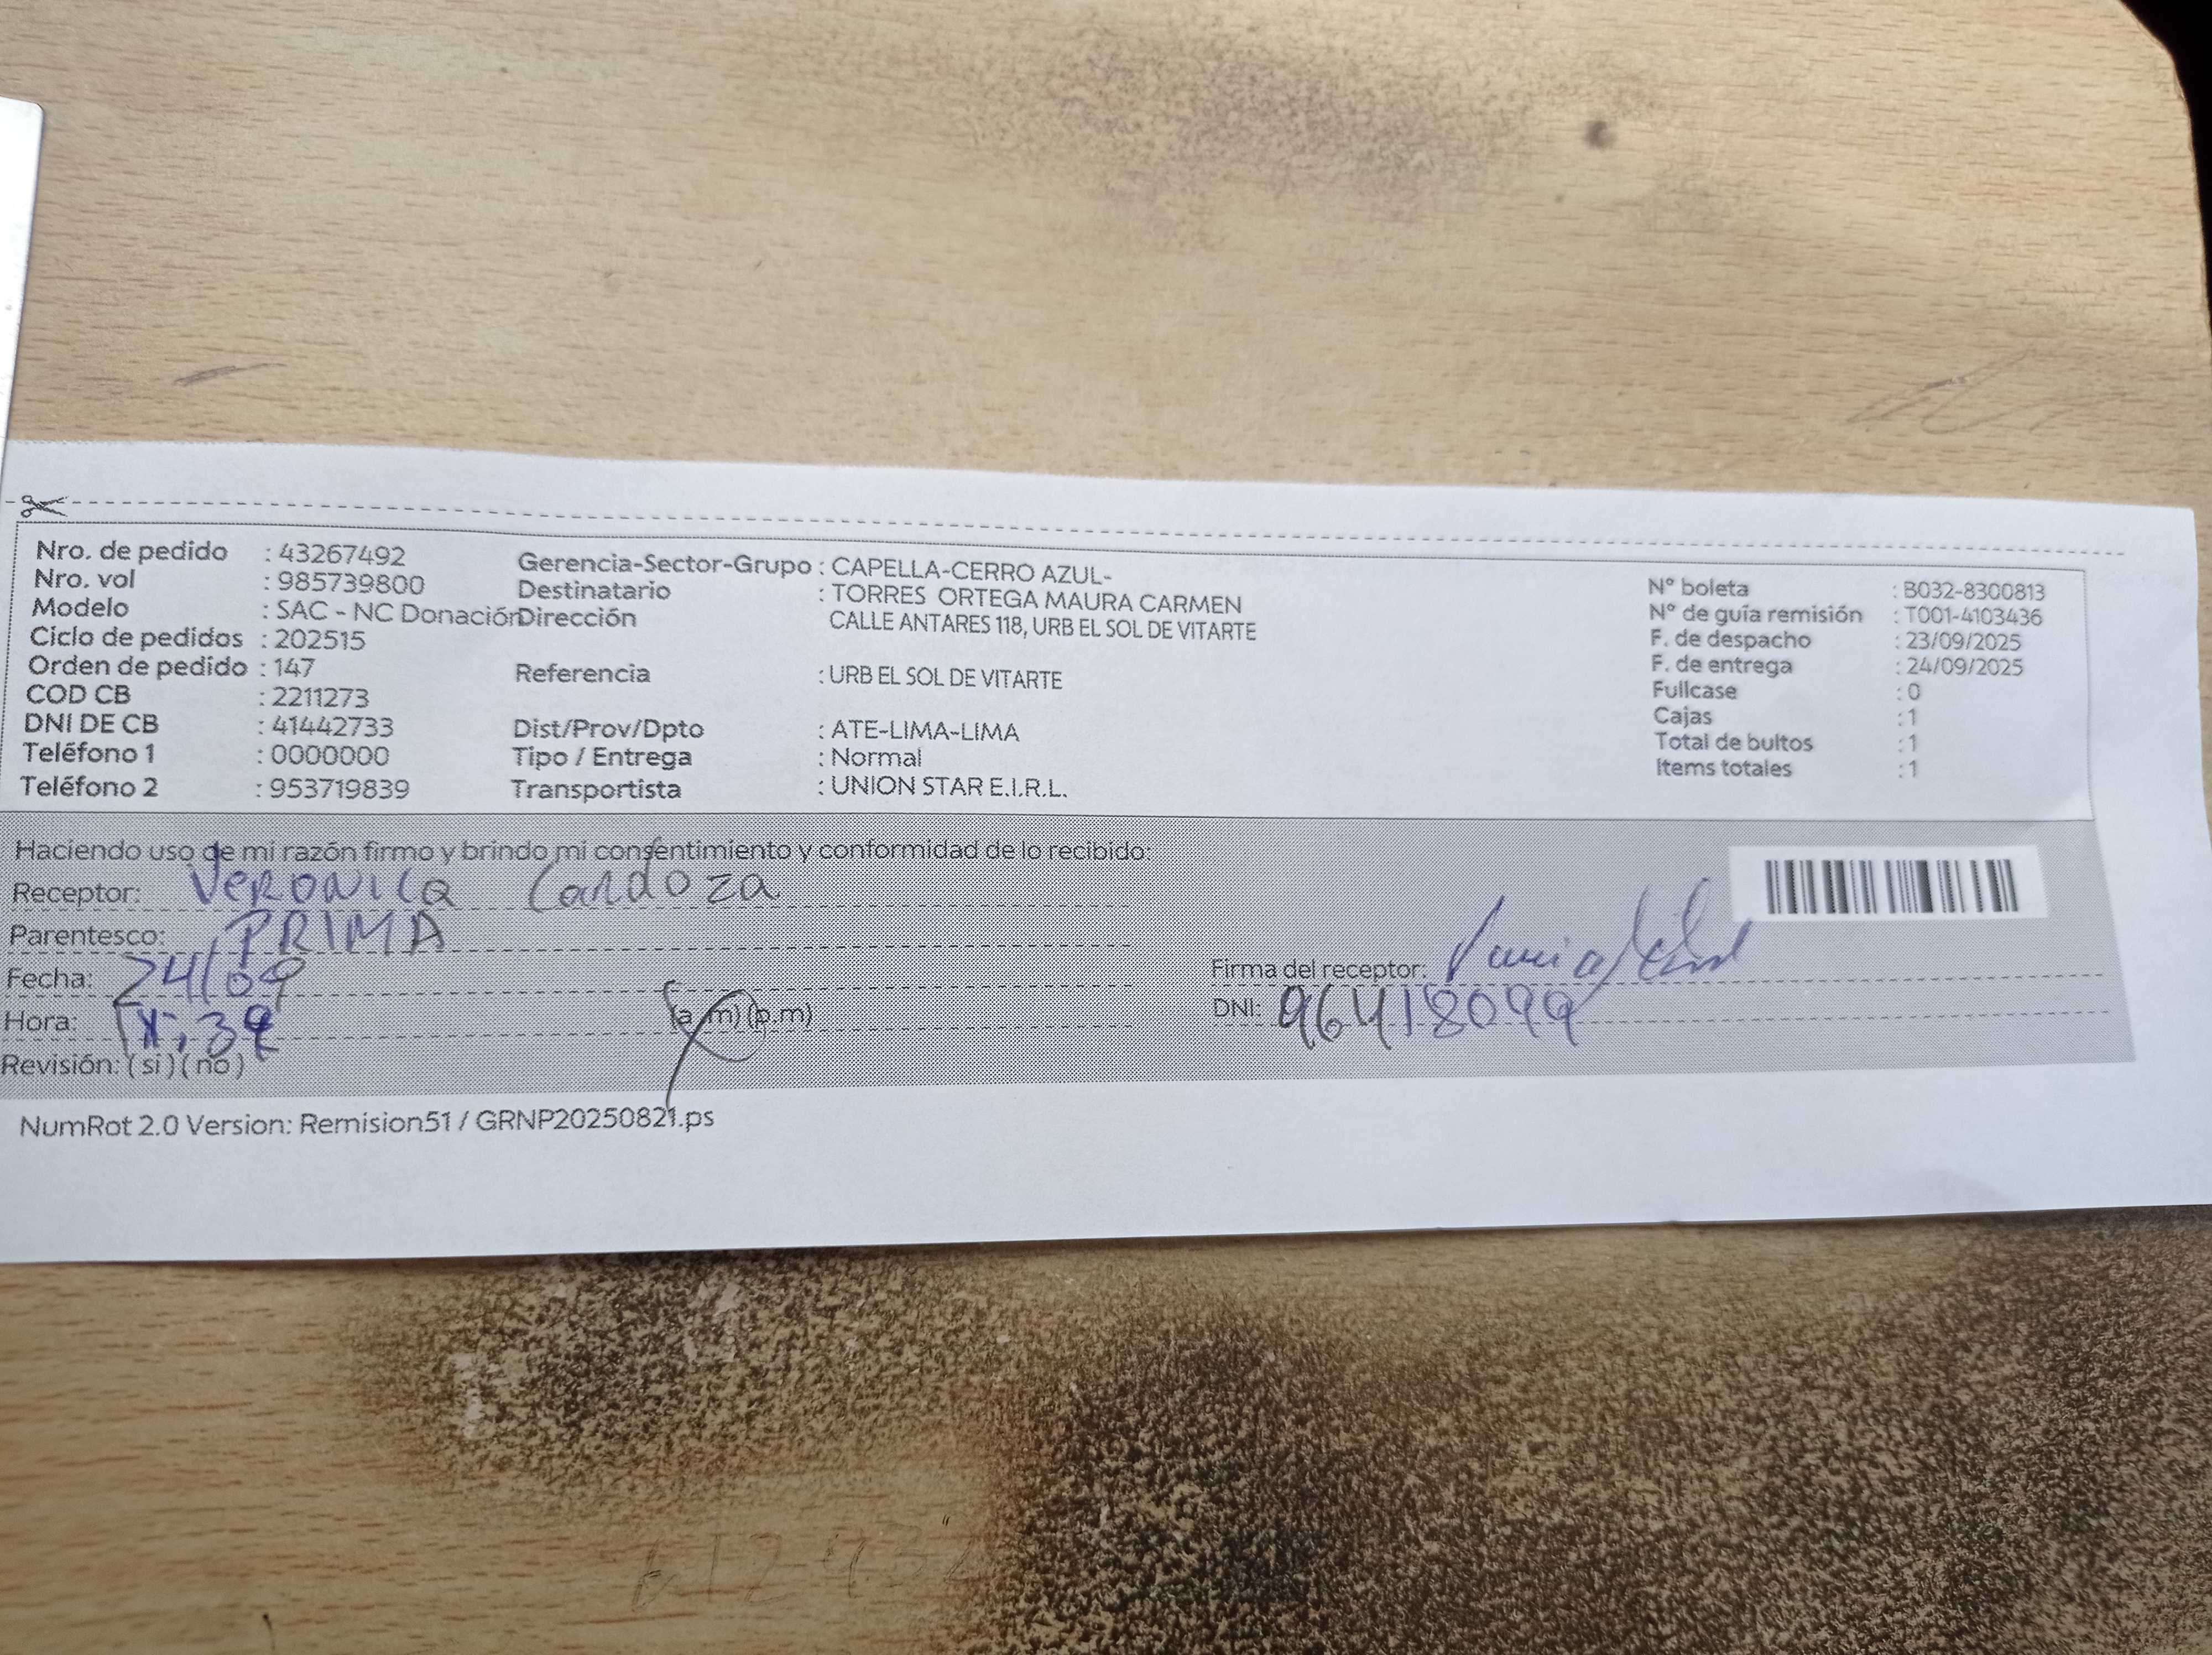 Nro. de pedido : 43267492
Nro. vol : 985739800
Modelo : SAC - NC Donación
Ciclo de pedidos : 202515
Orden de pedido : 147
COD CB : 2211273
DNI DE CB : 41442733
Teléfono 1 : 0000000
Teléfono 2 : 953719839
Gerencia-Sector-Grupo : CAPELLA-CERRO AZUL-
Destinatario : TORRES ORTEGA MAURA CARMEN
Dirección CALLE ANTARES 118, URB EL SOL DE VITARTE
Referencia : URB EL SOL DE VITARTE
Dist/Prov/Dpto : ATE-LIMA-LIMA
Tipo / Entrega : Normal
Transportista : UNION STAR E.I.R.L.
N° boleta : B032-8300813
N° de guía remisión : T001-4103436
F. de despacho : 23/09/2025
F. de entrega : 24/09/2025
Fullcase : 0
Cajas : 1
Total de bultos : 1
Items totales : 1
Haciendo uso de mi razón firmo y brindo mi consentimiento y conformidad de lo recibido:
Receptor: VERONICA Cardoza
Parentesco: PRIMA
Fecha: 24/09
Hora: (a.m) (p.m)
Revisión: (si) (no)
Firma del receptor:
DNI: 964418099
NumRot 2.0 Version: Remision51 / GRNP20250821.ps